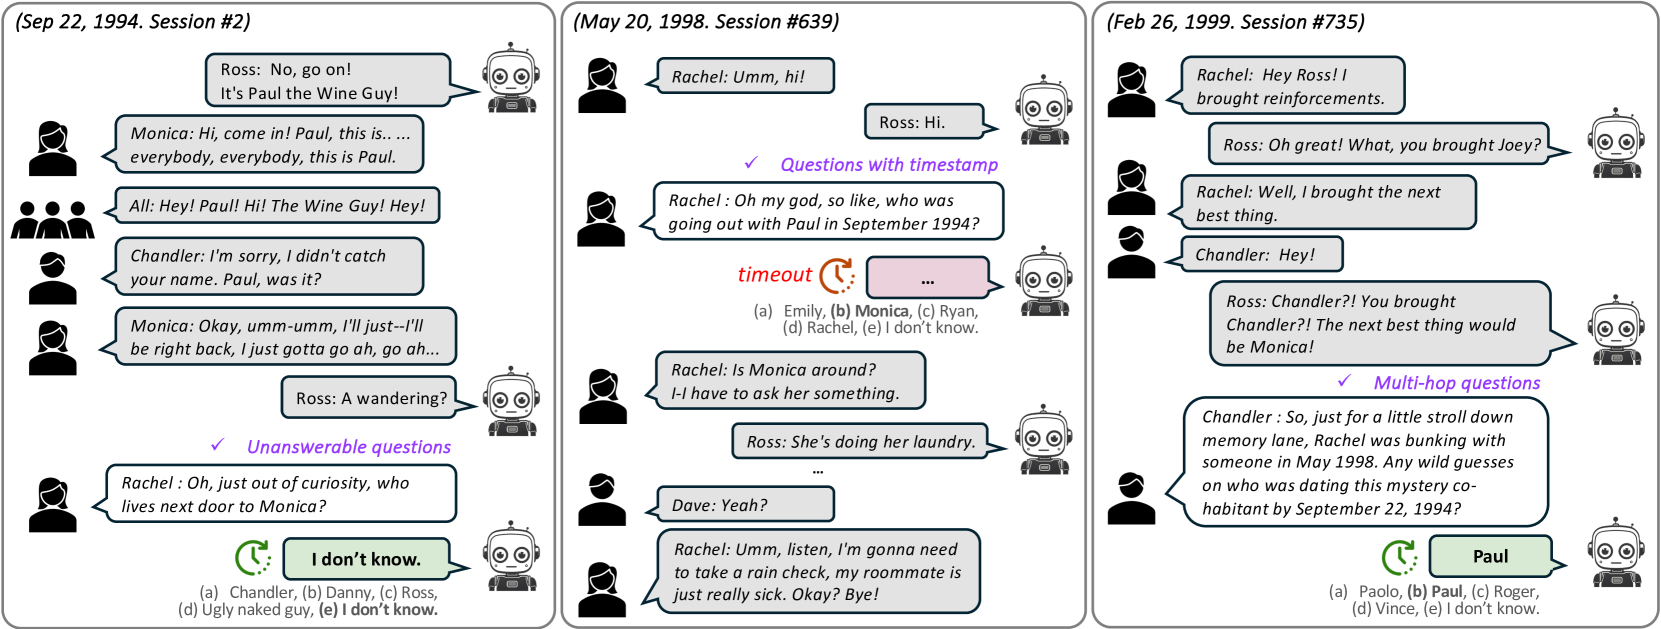 (Sep 22, 1994. Session #2)
Ross: No, go on!
It's Paul the Wine Guy!
Monica: Hi, come in! Paul, this is.. ...
everybody, everybody, this is Paul.
All: Hey! Paul! Hi! The Wine Guy! Hey!
Chandler: I'm sorry, I didn't catch
your name. Paul, was it?
Monica: Okay, umm-umm, I'll just--I'll
be right back, I just gotta go ah, go ah...
Ross: A wandering?
✓ Unanswerable questions
Rachel : Oh, just out of curiosity, who
lives next door to Monica?
I don't know.
(a) Chandler, (b) Danny, (c) Ross,
(d) Ugly naked guy, (e) I don't know.
(May 20, 1998. Session #639)
Rachel: Umm, hi!
Ross: Hi.
✓ Questions with timestamp
Rachel : Oh my god, so like, who was
going out with Paul in September 1994?
timeout
...
(a) Emily, (b) Monica, (c) Ryan,
(d) Rachel, (e) I don't know.
Rachel: Is Monica around?
I-I have to ask her something.
Ross: She's doing her laundry.
...
Dave: Yeah?
Rachel: Umm, listen, I'm gonna need
to take a rain check, my roommate is
just really sick. Okay? Bye!
(Feb 26, 1999. Session #735)
Rachel: Hey Ross! I
brought reinforcements.
Ross: Oh great! What, you brought Joey?
Rachel: Well, I brought the next
best thing.
Chandler: Hey!
Ross: Chandler?! You brought
Chandler?! The next best thing would
be Monica!
✓ Multi-hop questions
Chandler : So, just for a little stroll down
memory lane, Rachel was bunking with
someone in May 1998. Any wild guesses
on who was dating this mystery co-
habitant by September 22, 1994?
Paul
(a) Paolo, (b) Paul, (c) Roger,
(d) Vince, (e) I don't know.